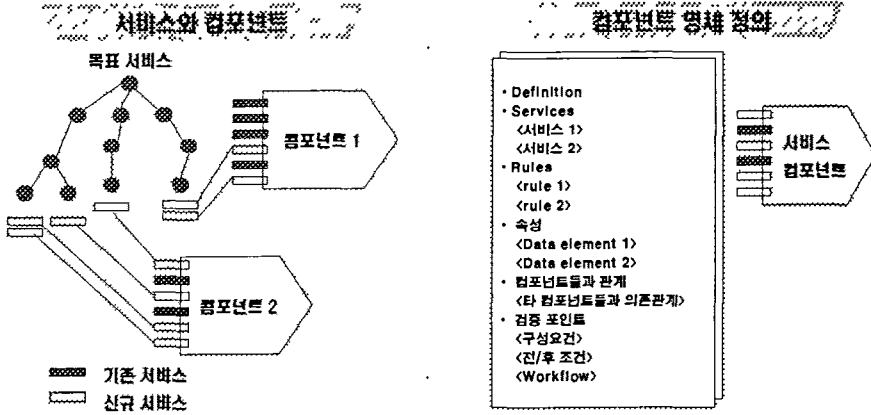 서비스와 컴포넌트
목표 서비스
컴포넌트 1
컴포넌트 2
기존 서비스
신규 서비스
컴포넌트 명세 정의
• Definition
• Services
<서비스 1>
<서비스 2>
• Rules
<rule 1>
<rule 2>
• 속성
<Data element 1>
<Data element 2>
• 컴포넌트들과 관계
<타 컴포넌트들과 의존관계>
• 검증 포인트
<구성요건>
<전/후 조건>
<Workflow>
서비스
컴포넌트